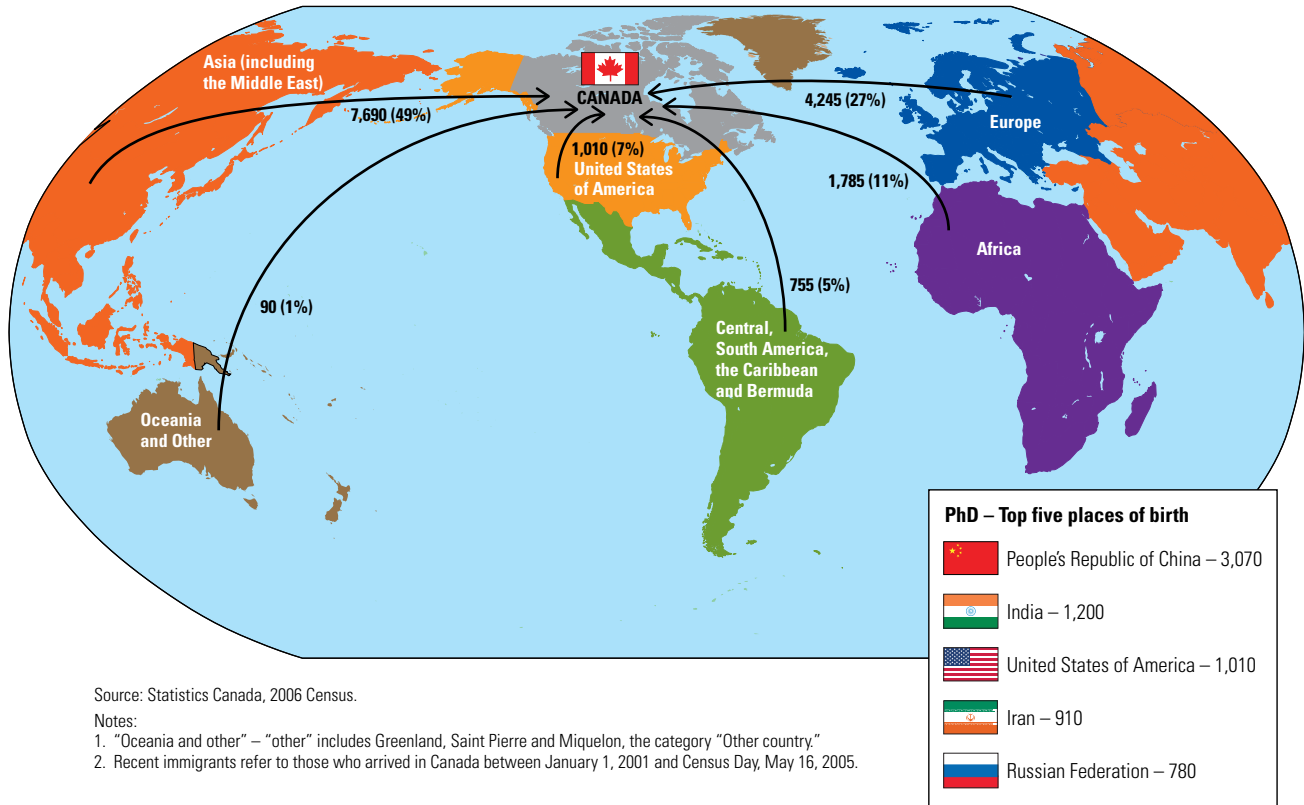 Asia (including
the Middle East)
7,690 (49%)
CANADA
4,245 (27%)
Europe
1,010 (7%)
United States
of America
1,785 (11%)
Africa
90 (1%)
755 (5%)
Central,
South America,
the Caribbean
and Bermuda
Oceania
and Other
PhD – Top five places of birth
People's Republic of China – 3,070
India – 1,200
United States of America – 1,010
Iran – 910
Russian Federation – 780
Source: Statistics Canada, 2006 Census.
Notes:
1. “Oceania and other” – “other” includes Greenland, Saint Pierre and Miquelon, the category “Other country.”
2. Recent immigrants refer to those who arrived in Canada between January 1, 2001 and Census Day, May 16, 2005.